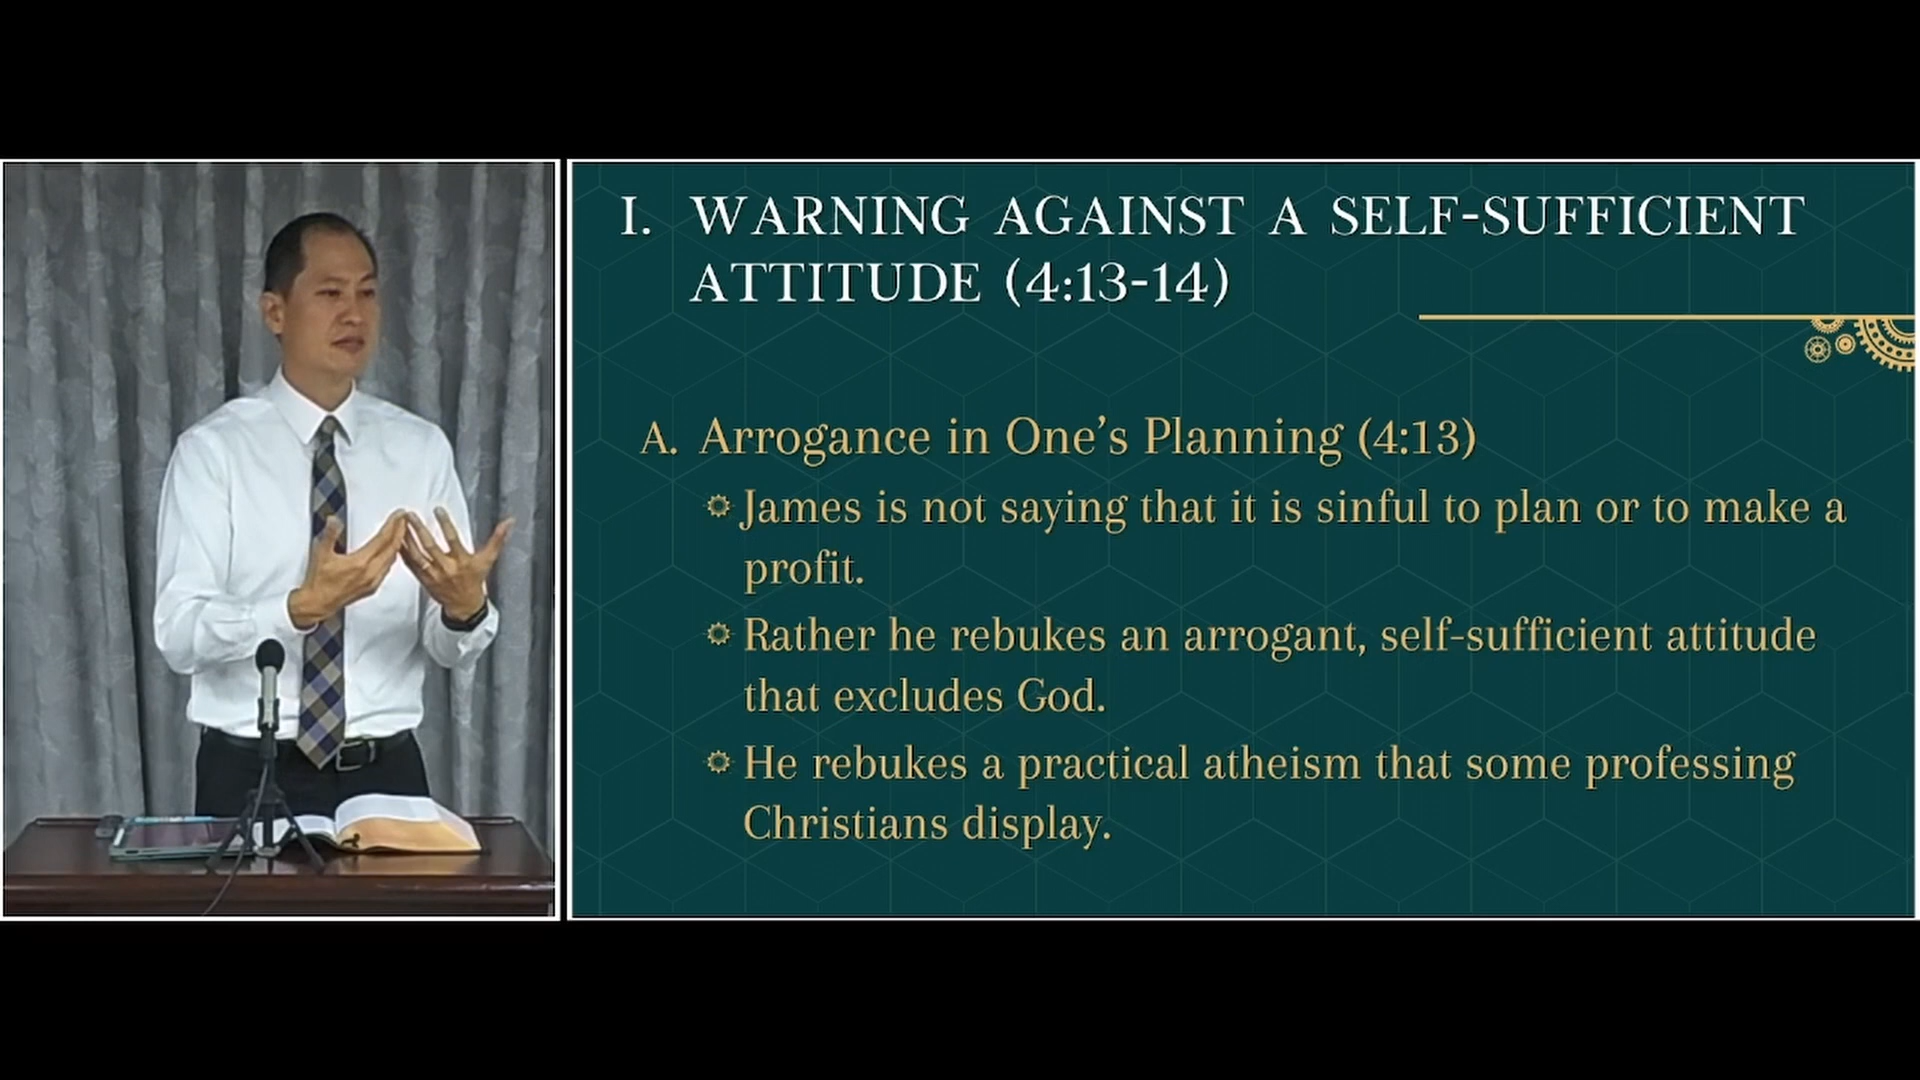 I. WARNING AGAINST A SELF-SUFFICIENT
ATTITUDE (4:13-14)
A. Arrogance in One’s Planning (4:13)
James is not saying that it is sinful to plan or to make a
profit.
Rather he rebukes an arrogant, self-sufficient attitude
that excludes God.
He rebukes a practical atheism that some professing
Christians display.